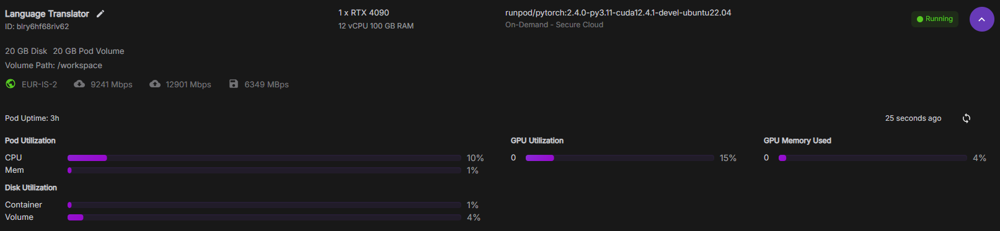 Language Translator
ID: blry6hf68riv62
1 x RTX 4090
12 vCPU 100 GB RAM
runpod/pytorch:2.4.0-py3.11-cuda12.4.1-devel-ubuntu22.04
On-Demand - Secure Cloud
Running
20 GB Disk 20 GB Pod Volume
Volume Path: /workspace
EUR-IS-2 9241 Mbps 12901 Mbps 6349 MBps
Pod Uptime: 3h
25 seconds ago
Pod Utilization
CPU 10%
Mem 1%
Disk Utilization
Container 1%
Volume 4%
GPU Utilization
0 15%
GPU Memory Used
0 4%